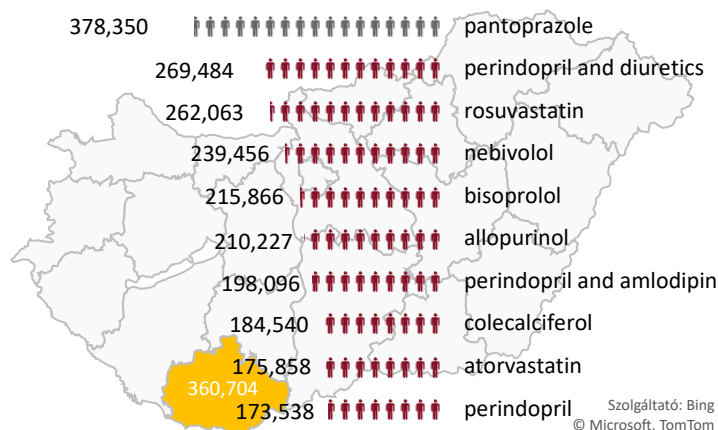 378,350 pantoprazole
269,484 perindopril and diuretics
262,063 rosuvastatin
239,456 nebivolol
215,866 bisoprolol
210,227 allopurinol
198,096 perindopril and amlodipin
184,540 colecalciferol
175,858 atorvastatin
360,704
173,538 perindopril
Szolgáltató: Bing
© Microsoft, TomTom